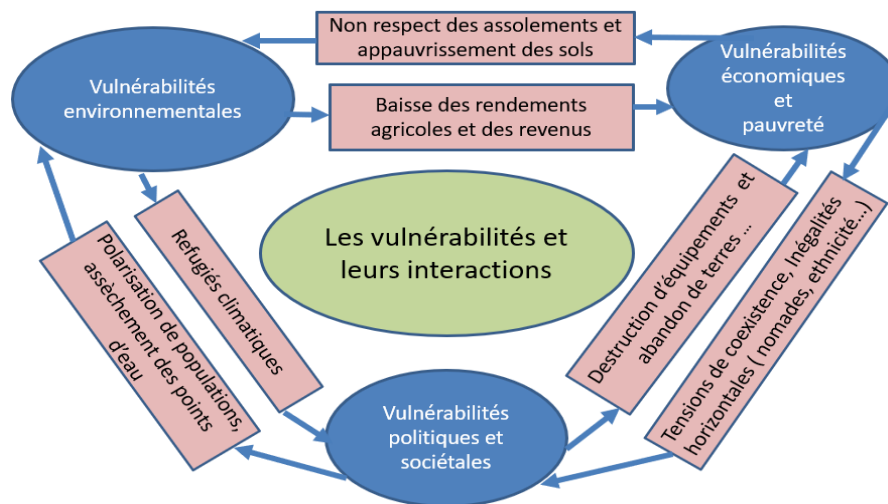 Non respect des assolements et
appauvrissement des sols
Vulnérabilités
économiques
et
pauvreté
Vulnérabilités
environnementales
Baisse des rendements
agricoles et des revenus
Les vulnérabilités et
leurs interactions
Polarisation de populations,
assèchement des points
d'eau
Refugiés climatiques
Destruction d'équipements et
abandon de terres ...
Tensions de coexistence, Inégalités
horizontales ( nomades, ethnicité...)
Vulnérabilités
politiques et
sociétales